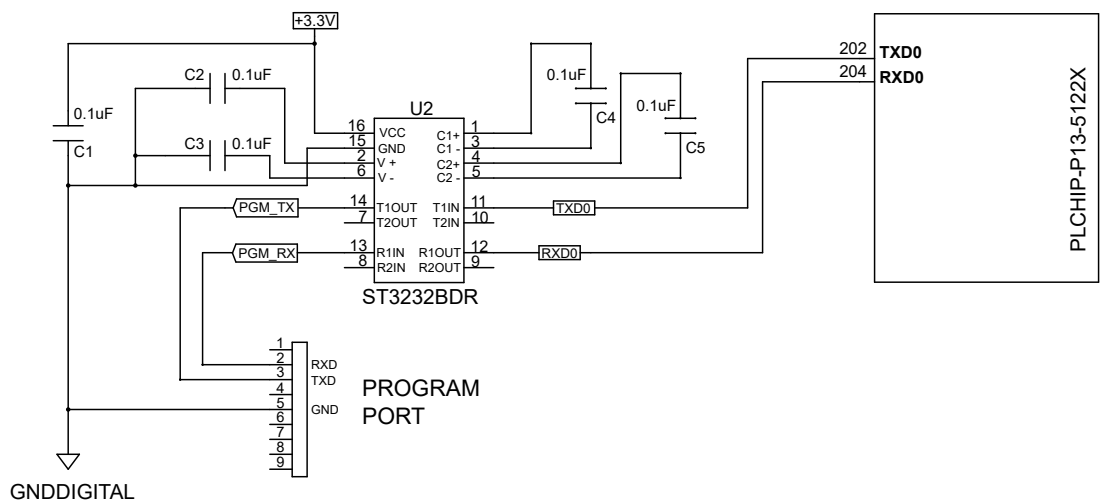 +3.3V
C2 0.1uF
0.1uF
C1
C3 0.1uF
U2
ST3232BDR
16 VCC
15 GND
2 V +
6 V -
14 T1OUT
7 T2OUT
13 R1IN
8 R2IN
C1+ 1
C1 - 3
C2+ 4
C2 - 5
T1IN 11
T2IN 10
R1OUT 12
R2OUT 9
0.1uF
C4
0.1uF
C5
PGM_TX
PGM_RX
TXD0
RXD0
202 TXD0
204 RXD0
PLCHIP-P13-5122X
1
2 RXD
3 TXD
4
5 GND
6
7
8
9
PROGRAM
PORT
GNDDIGITAL